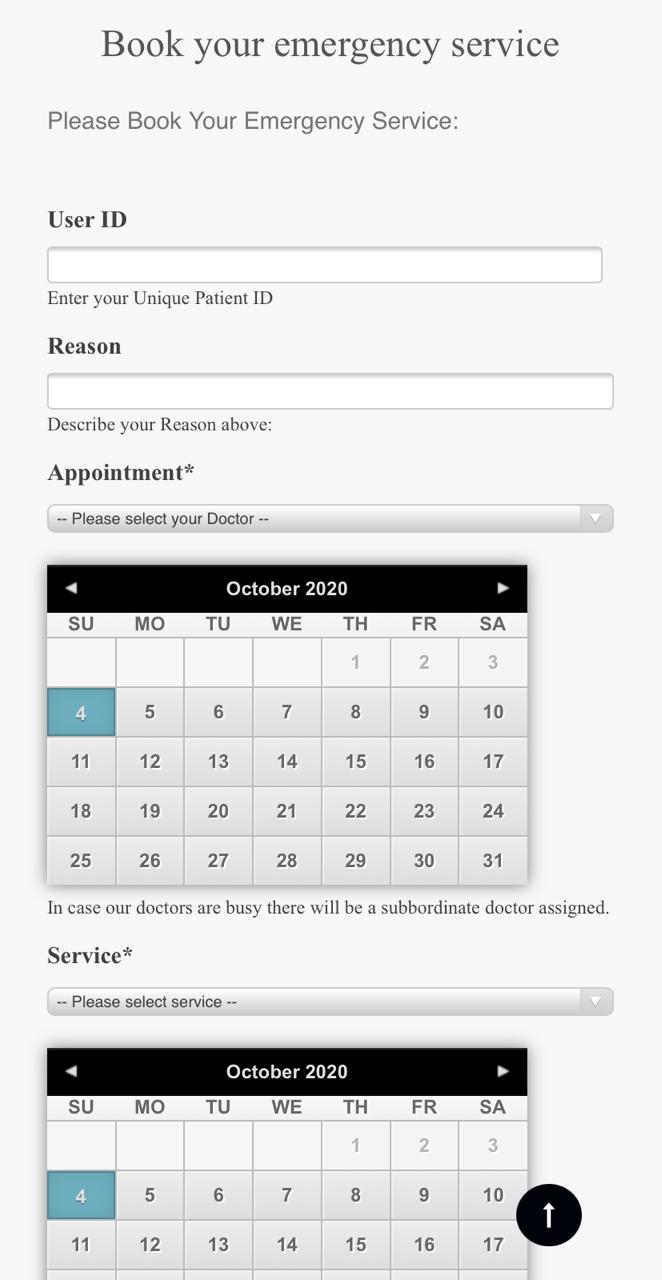 Book your emergency service
Please Book Your Emergency Service:
User ID
Enter your Unique Patient ID
Reason
Describe your Reason above:
Appointment*
-- Please select your Doctor --
October 2020
SU MO TU WE TH FR SA
1 2 3
4 5 6 7 8 9 10
11 12 13 14 15 16 17
18 19 20 21 22 23 24
25 26 27 28 29 30 31
In case our doctors are busy there will be a subbordinate doctor assigned.
Service*
-- Please select service --
October 2020
SU MO TU WE TH FR SA
1 2 3
4 5 6 7 8 9 10
11 12 13 14 15 16 17